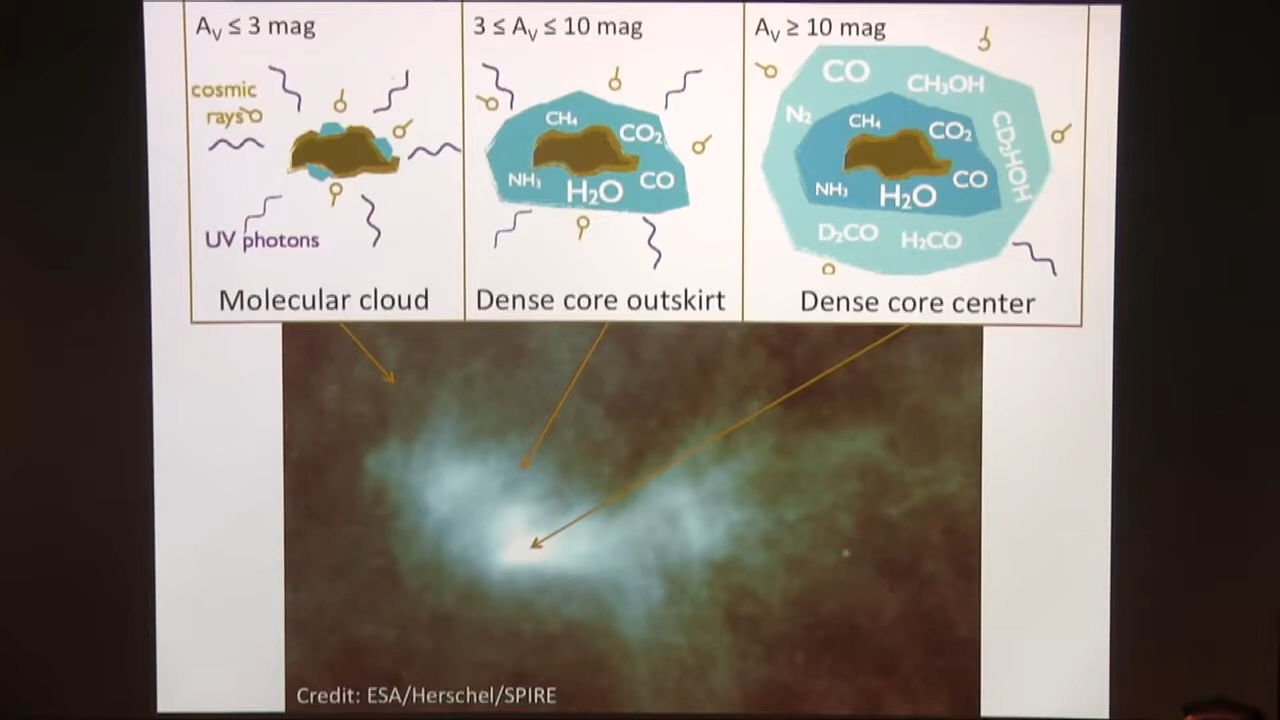 A_V ≤ 3 mag
cosmic
rays
UV photons
Molecular cloud
3 ≤ A_V ≤ 10 mag
CH₄
CO₂
NH₃
H₂O
CO
Dense core outskirt
A_V ≥ 10 mag
CO
CH₃OH
N₂
CH₄
CO₂
CD₂HOH
NH₃
H₂O
CO
D₂CO
H₂CO
Dense core center
Credit: ESA/Herschel/SPIRE